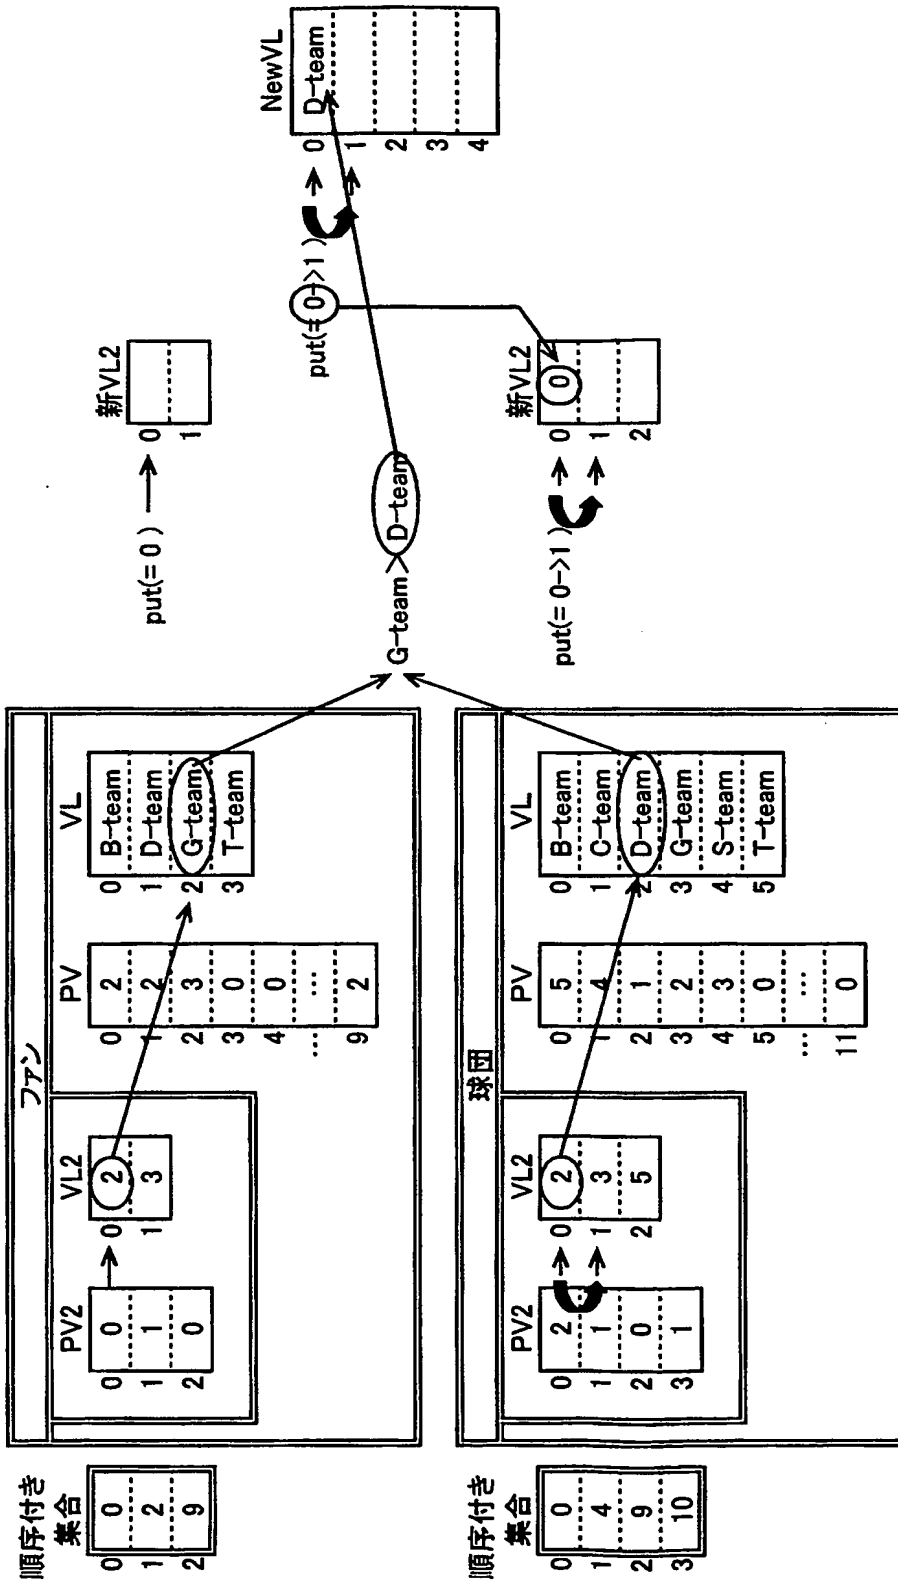 順序付き
集合
0 0
1 2
2 9
ファン
PV2
0 0
1 1
2 0
VL2
0 2
1 3
PV
0 2
1 2
2 3
3 0
4 0
... ...
9 2
VL
0 B-team
1 D-team
2 G-team
3 T-team
put(= 0 )
新VL2
0
1
G-team > D-team
put(= 0->1 )
NewVL
0 D-team
1
2
3
4
順序付き
集合
0 0
1 4
2 9
3 10
球団
PV2
0 2
1 1
2 0
3 1
VL2
0 2
1 3
2 5
PV
0 5
1 4
2 1
3 2
4 3
5 0
... ...
11 0
VL
0 B-team
1 C-team
2 D-team
3 G-team
4 S-team
5 T-team
put(= 0->1)
新VL2
0 0
1
2